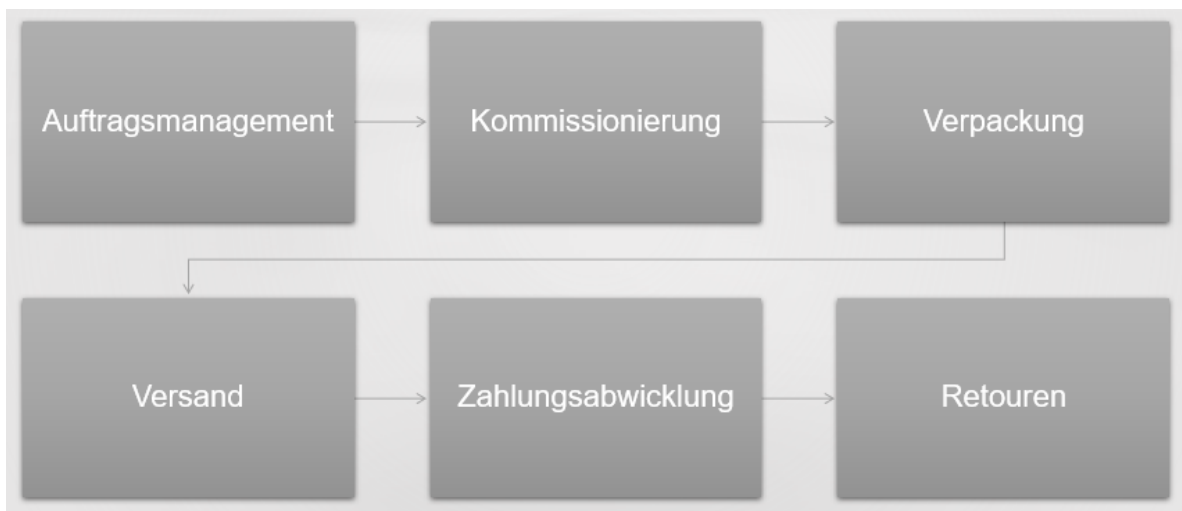 Auftragsmanagement
Kommissionierung
Verpackung
Versand
Zahlungsabwicklung
Retouren